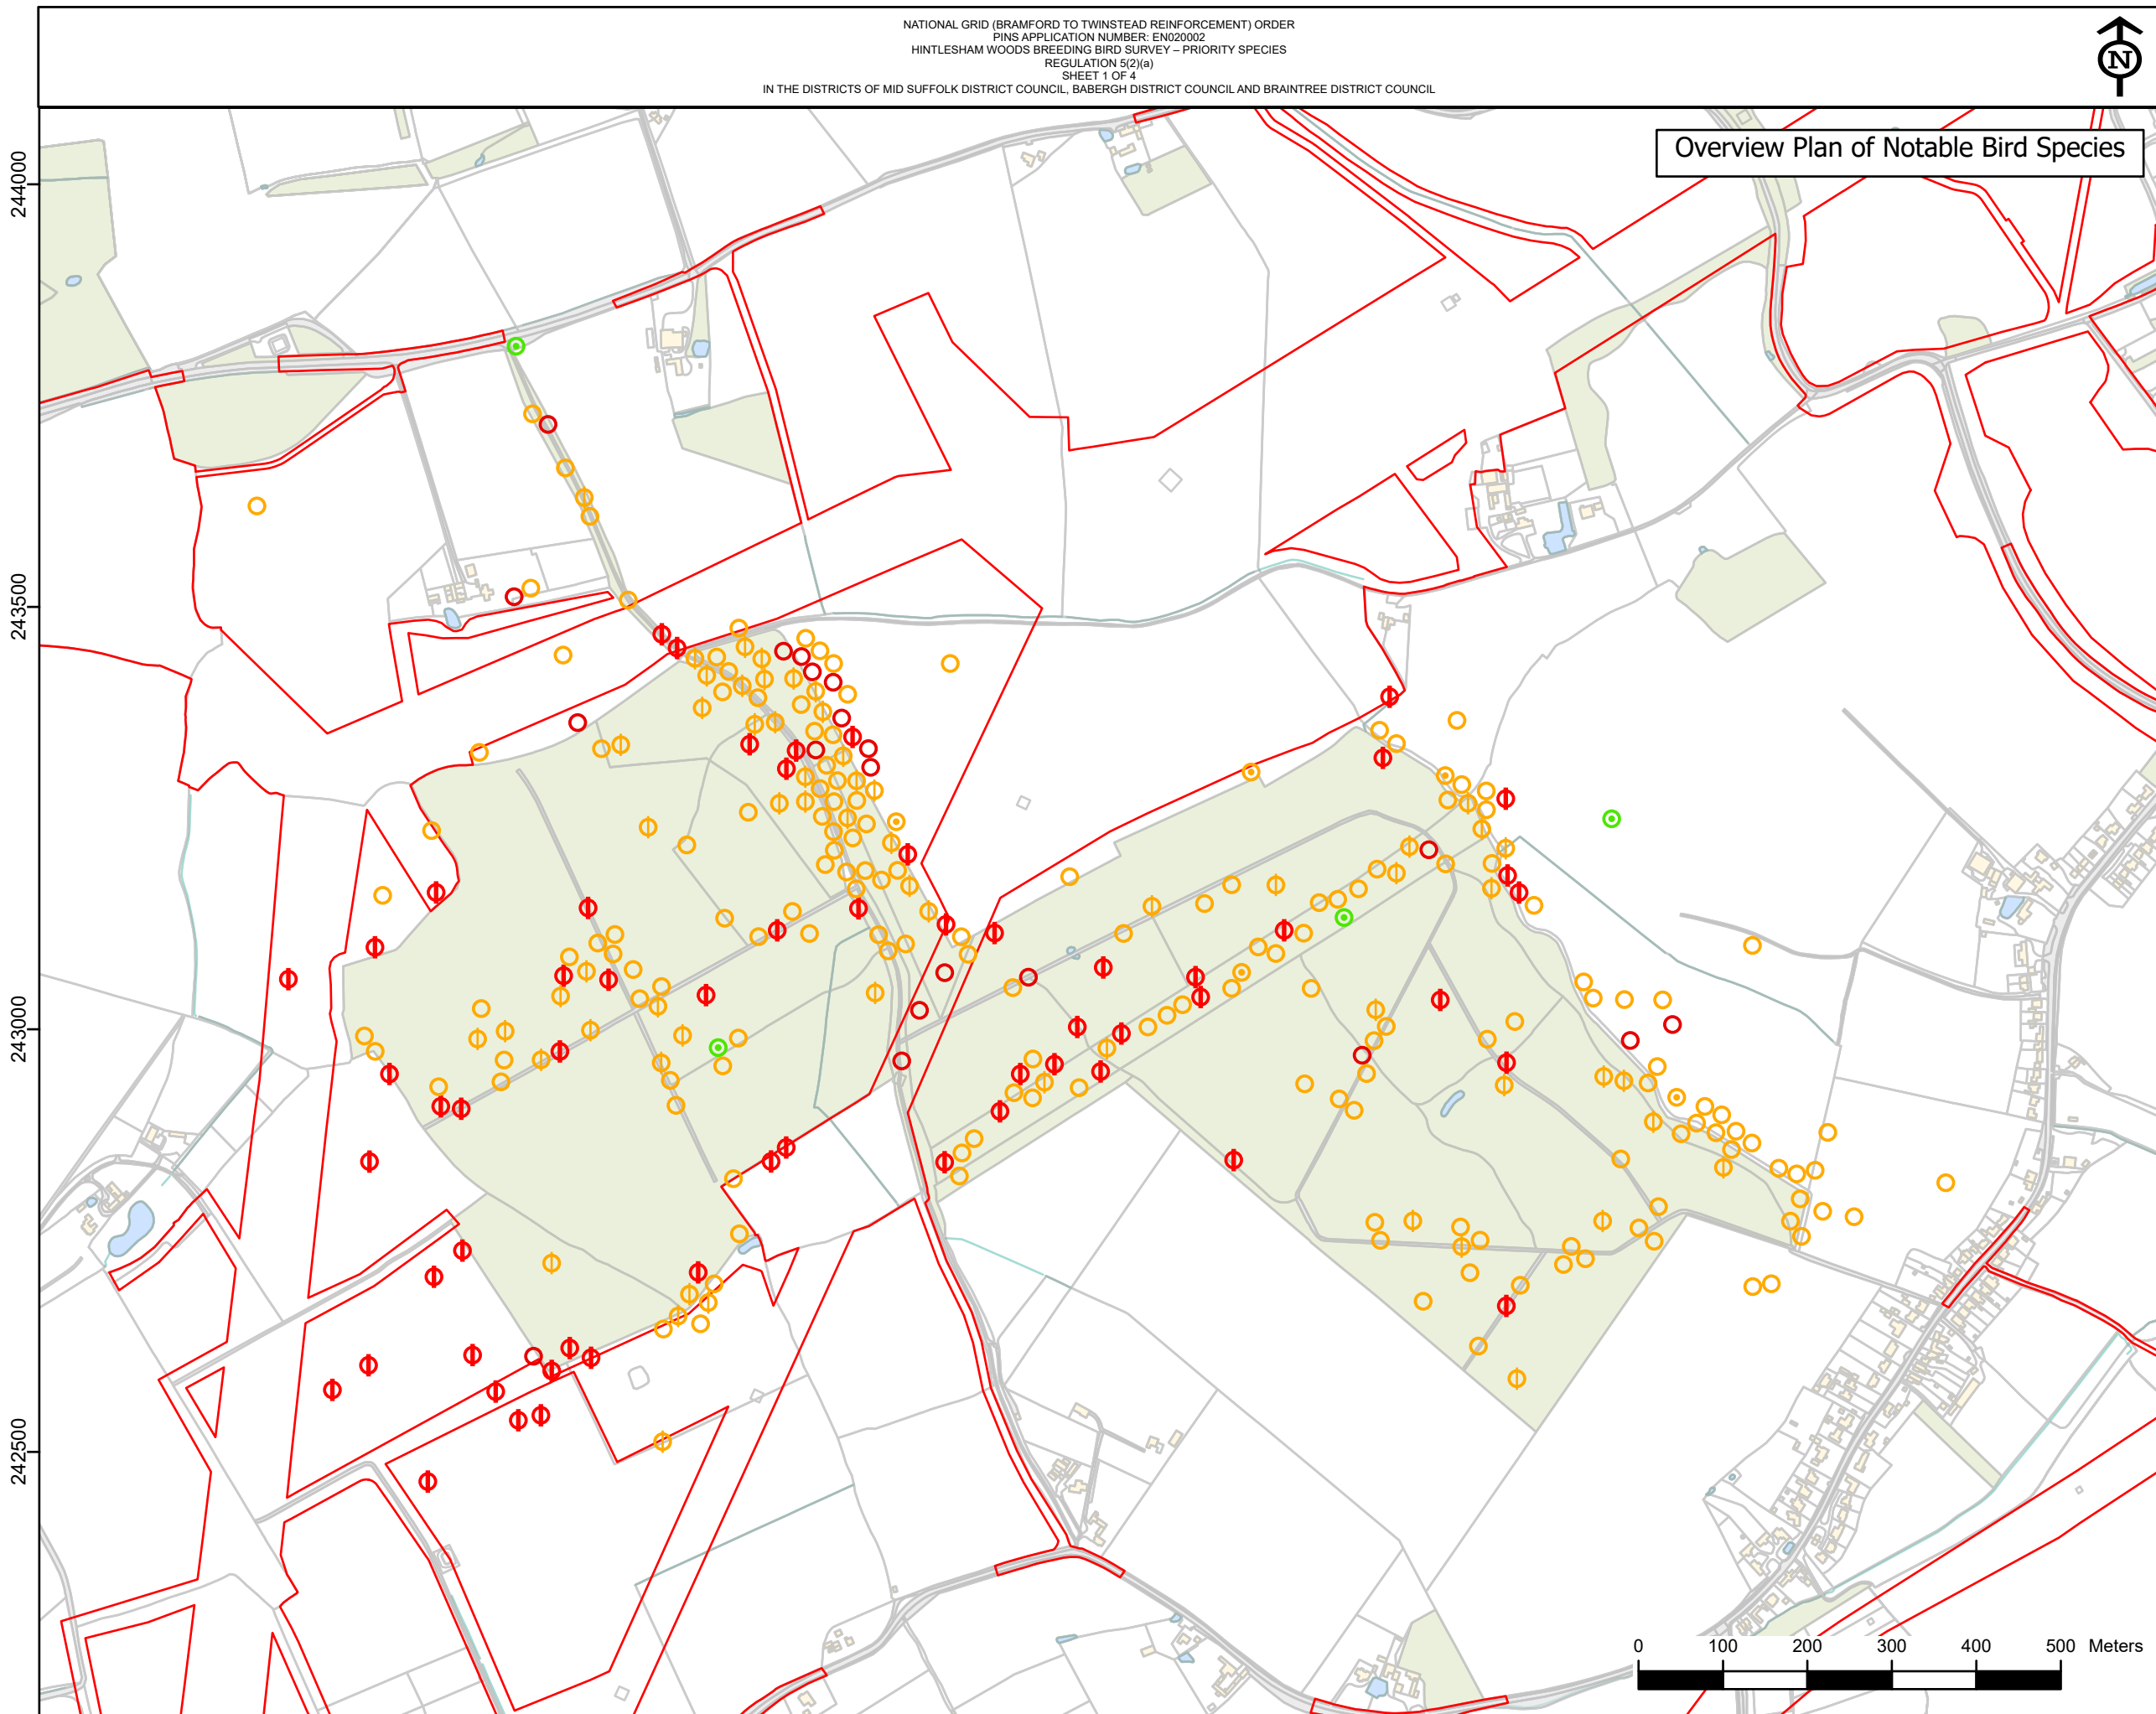 NATIONAL GRID (BRAMFORD TO TWINSTEAD REINFORCEMENT) ORDER
PINS APPLICATION NUMBER: EN020002
HINTLESHAM WOODS BREEDING BIRD SURVEY – PRIORITY SPECIES
REGULATION 5(2)(a)
SHEET 1 OF 4
IN THE DISTRICTS OF MID SUFFOLK DISTRICT COUNCIL, BABERGH DISTRICT COUNCIL AND BRAINTREE DISTRICT COUNCIL
N
Overview Plan of Notable Bird Species
244000
243500
243000
242500
0 100 200 300 400 500 Meters